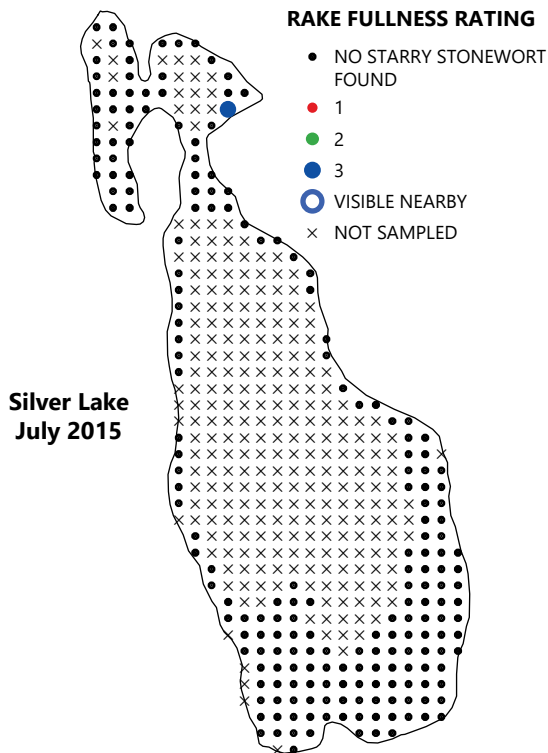 RAKE FULLNESS RATING
NO STARRY STONEWORT
FOUND
1
2
3
VISIBLE NEARBY
NOT SAMPLED
Silver Lake
July 2015